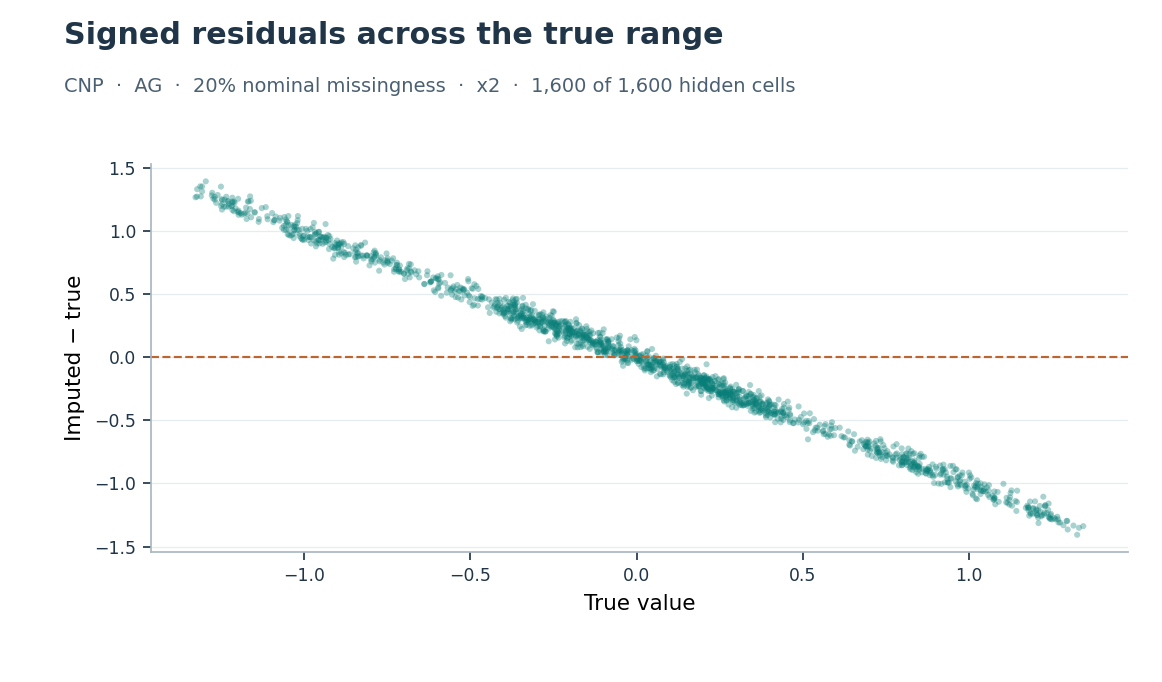 Signed residuals across the true range
CNP · AG · 20% nominal missingness · x2 · 1,600 of 1,600 hidden cells
Imputed − true
1.5
1.0
0.5
0.0
−0.5
−1.0
−1.5
−1.0 −0.5 0.0 0.5 1.0
True value